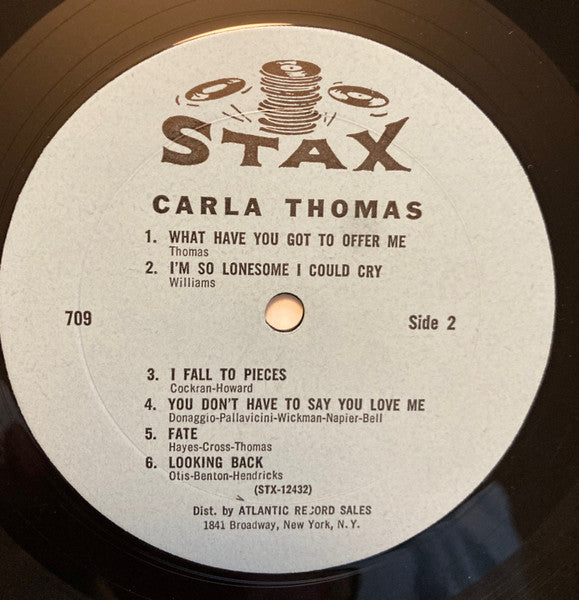 STAX
CARLA THOMAS
1. WHAT HAVE YOU GOT TO OFFER ME
Thomas
2. I'M SO LONESOME I COULD CRY
Williams
709
Side 2
3. I FALL TO PIECES
Cockran-Howard
4. YOU DON'T HAVE TO SAY YOU LOVE ME
Donaggio-Pallavicini-Wickman-Napier-Bell
5. FATE
Hayes-Cross-Thomas
6. LOOKING BACK
Otis-Benton-Hendricks
(STX-12432)
Dist. by ATLANTIC RECORD SALES
1841 Broadway, New York, N. Y.